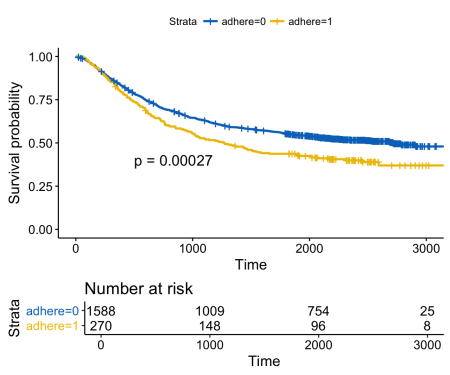 Strata adhere=0 adhere=1
1.00
0.75
0.50
0.25
0.00
Survival probability
p = 0.00027
0 1000 2000 3000
Time
Number at risk
Strata
adhere=0 1588 1009 754 25
adhere=1 270 148 96 8
0 1000 2000 3000
Time